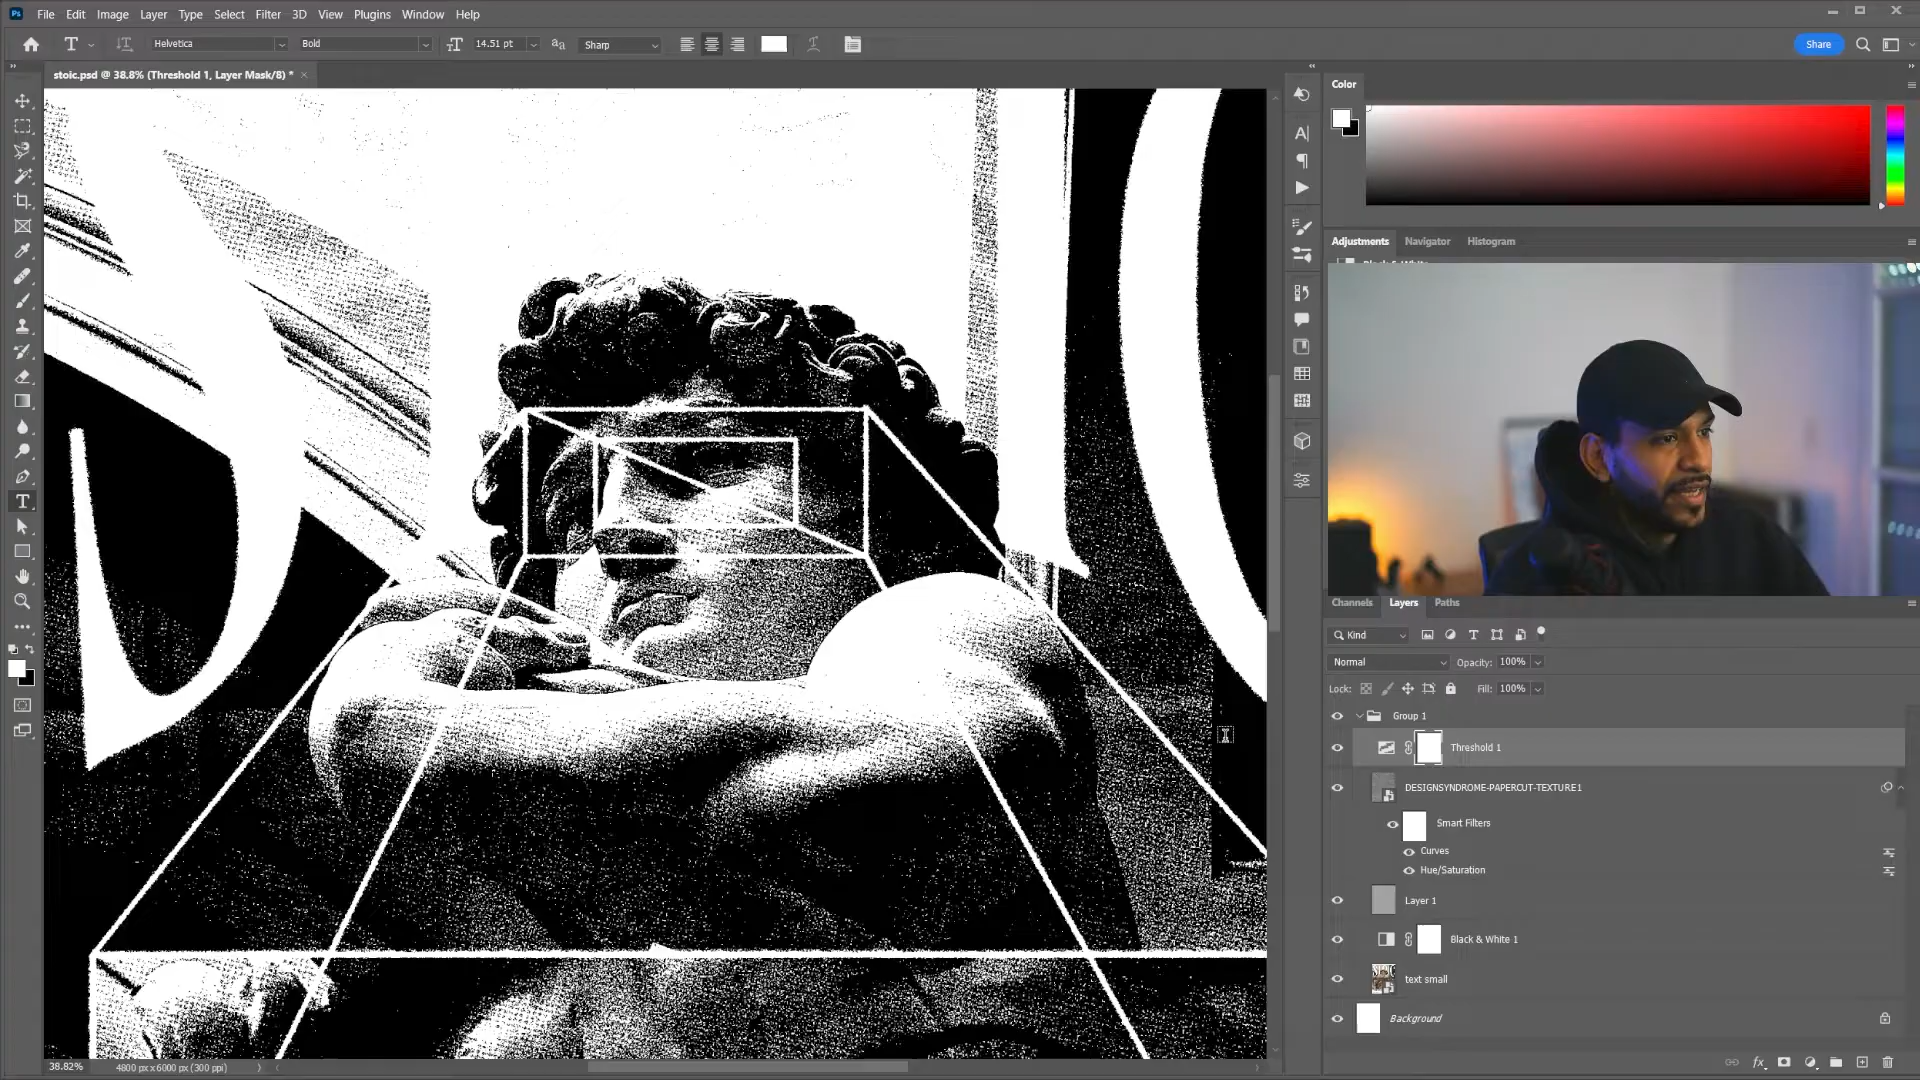 Ps File Edit Image Layer Type Select Filter 3D View Plugins Window Help
T Helvetica Bold 14.51 pt Sharp Share
stoic.psd @ 38.8% (Threshold 1, Layer Mask/8) *
Color
Adjustments Navigator Histogram
Channels Layers Paths
Kind
Normal Opacity: 100%
Lock: Fill: 100%
Group 1
Threshold 1
DESIGNSYNDROME-PAPERCUT-TEXTURE1
Smart Filters
Curves
Hue/Saturation
Layer 1
Black & White 1
text small
Background
38.82% 4800 px x 6000 px (300 ppi)